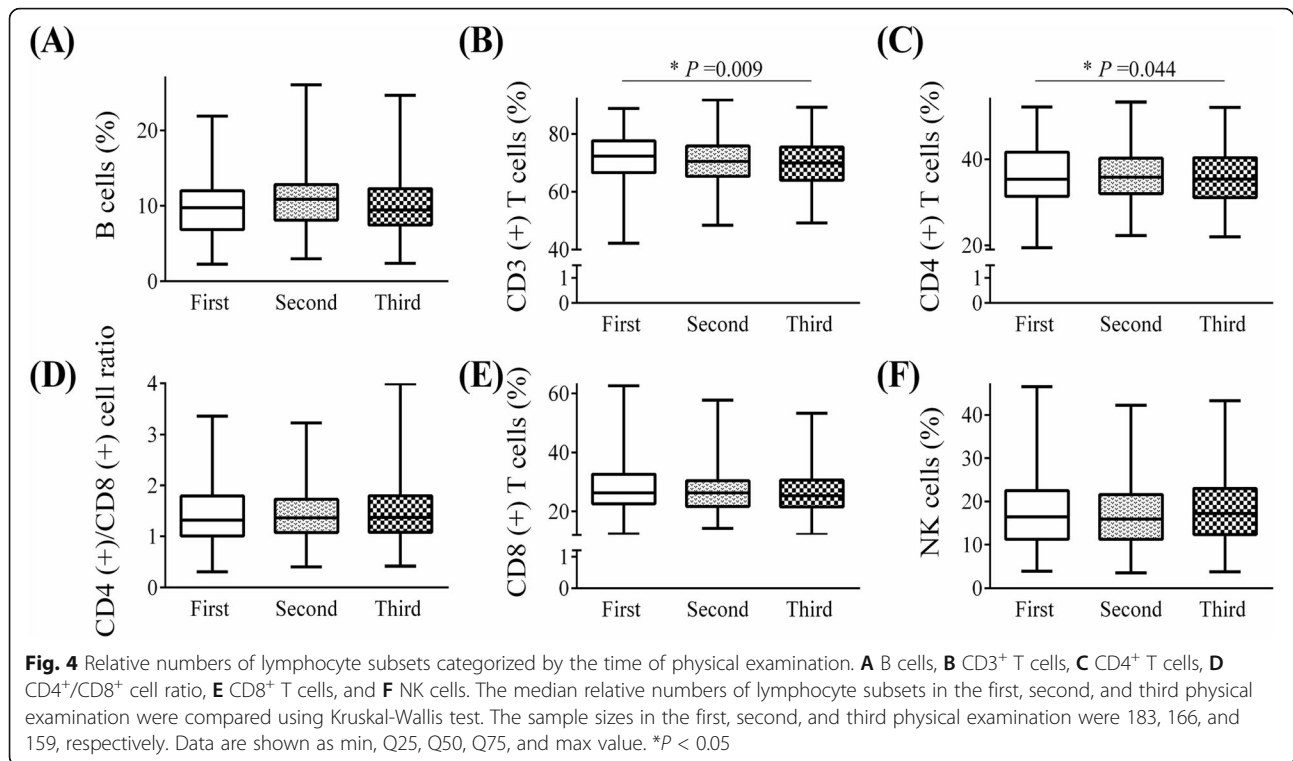 (A)
B cells (%)
20
10
0
First Second Third
(B)
* P =0.009
CD3 (+) T cells (%)
80
60
40
1
0
First Second Third
(C)
* P =0.044
CD4 (+) T cells (%)
40
20
1
0
First Second Third
(D)
CD4 (+)/CD8 (+) cell ratio
4
3
2
1
0
First Second Third
(E)
CD8 (+) T cells (%)
60
40
20
1
0
First Second Third
(F)
NK cells (%)
40
30
20
10
0
First Second Third
Fig. 4 Relative numbers of lymphocyte subsets categorized by the time of physical examination. A B cells, B CD3⁺ T cells, C CD4⁺ T cells, D
CD4⁺/CD8⁺ cell ratio, E CD8⁺ T cells, and F NK cells. The median relative numbers of lymphocyte subsets in the first, second, and third physical
examination were compared using Kruskal-Wallis test. The sample sizes in the first, second, and third physical examination were 183, 166, and
159, respectively. Data are shown as min, Q25, Q50, Q75, and max value. *P < 0.05